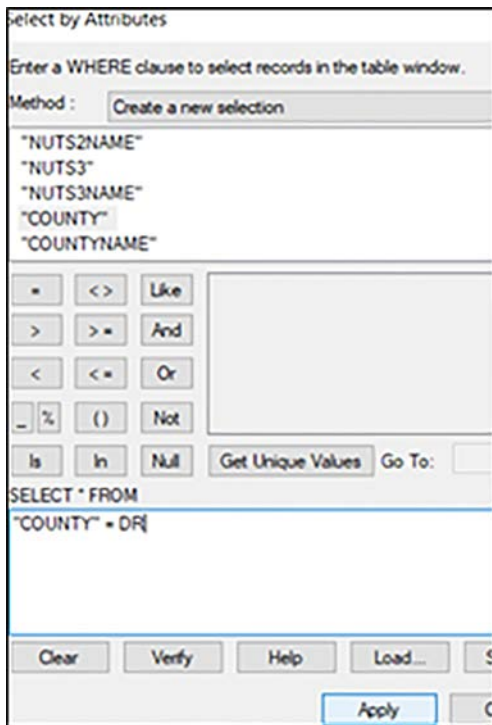 Select by Attributes
Enter a WHERE clause to select records in the table window.
Method : Create a new selection
"NUTS2NAME"
"NUTS3"
"NUTS3NAME"
"COUNTY"
"COUNTYNAME"
= <> Like
> >= And
< <= Or
_ % () Not
Is In Null Get Unique Values Go To:
SELECT * FROM
"COUNTY" = DR
Clear Verify Help Load...
Apply